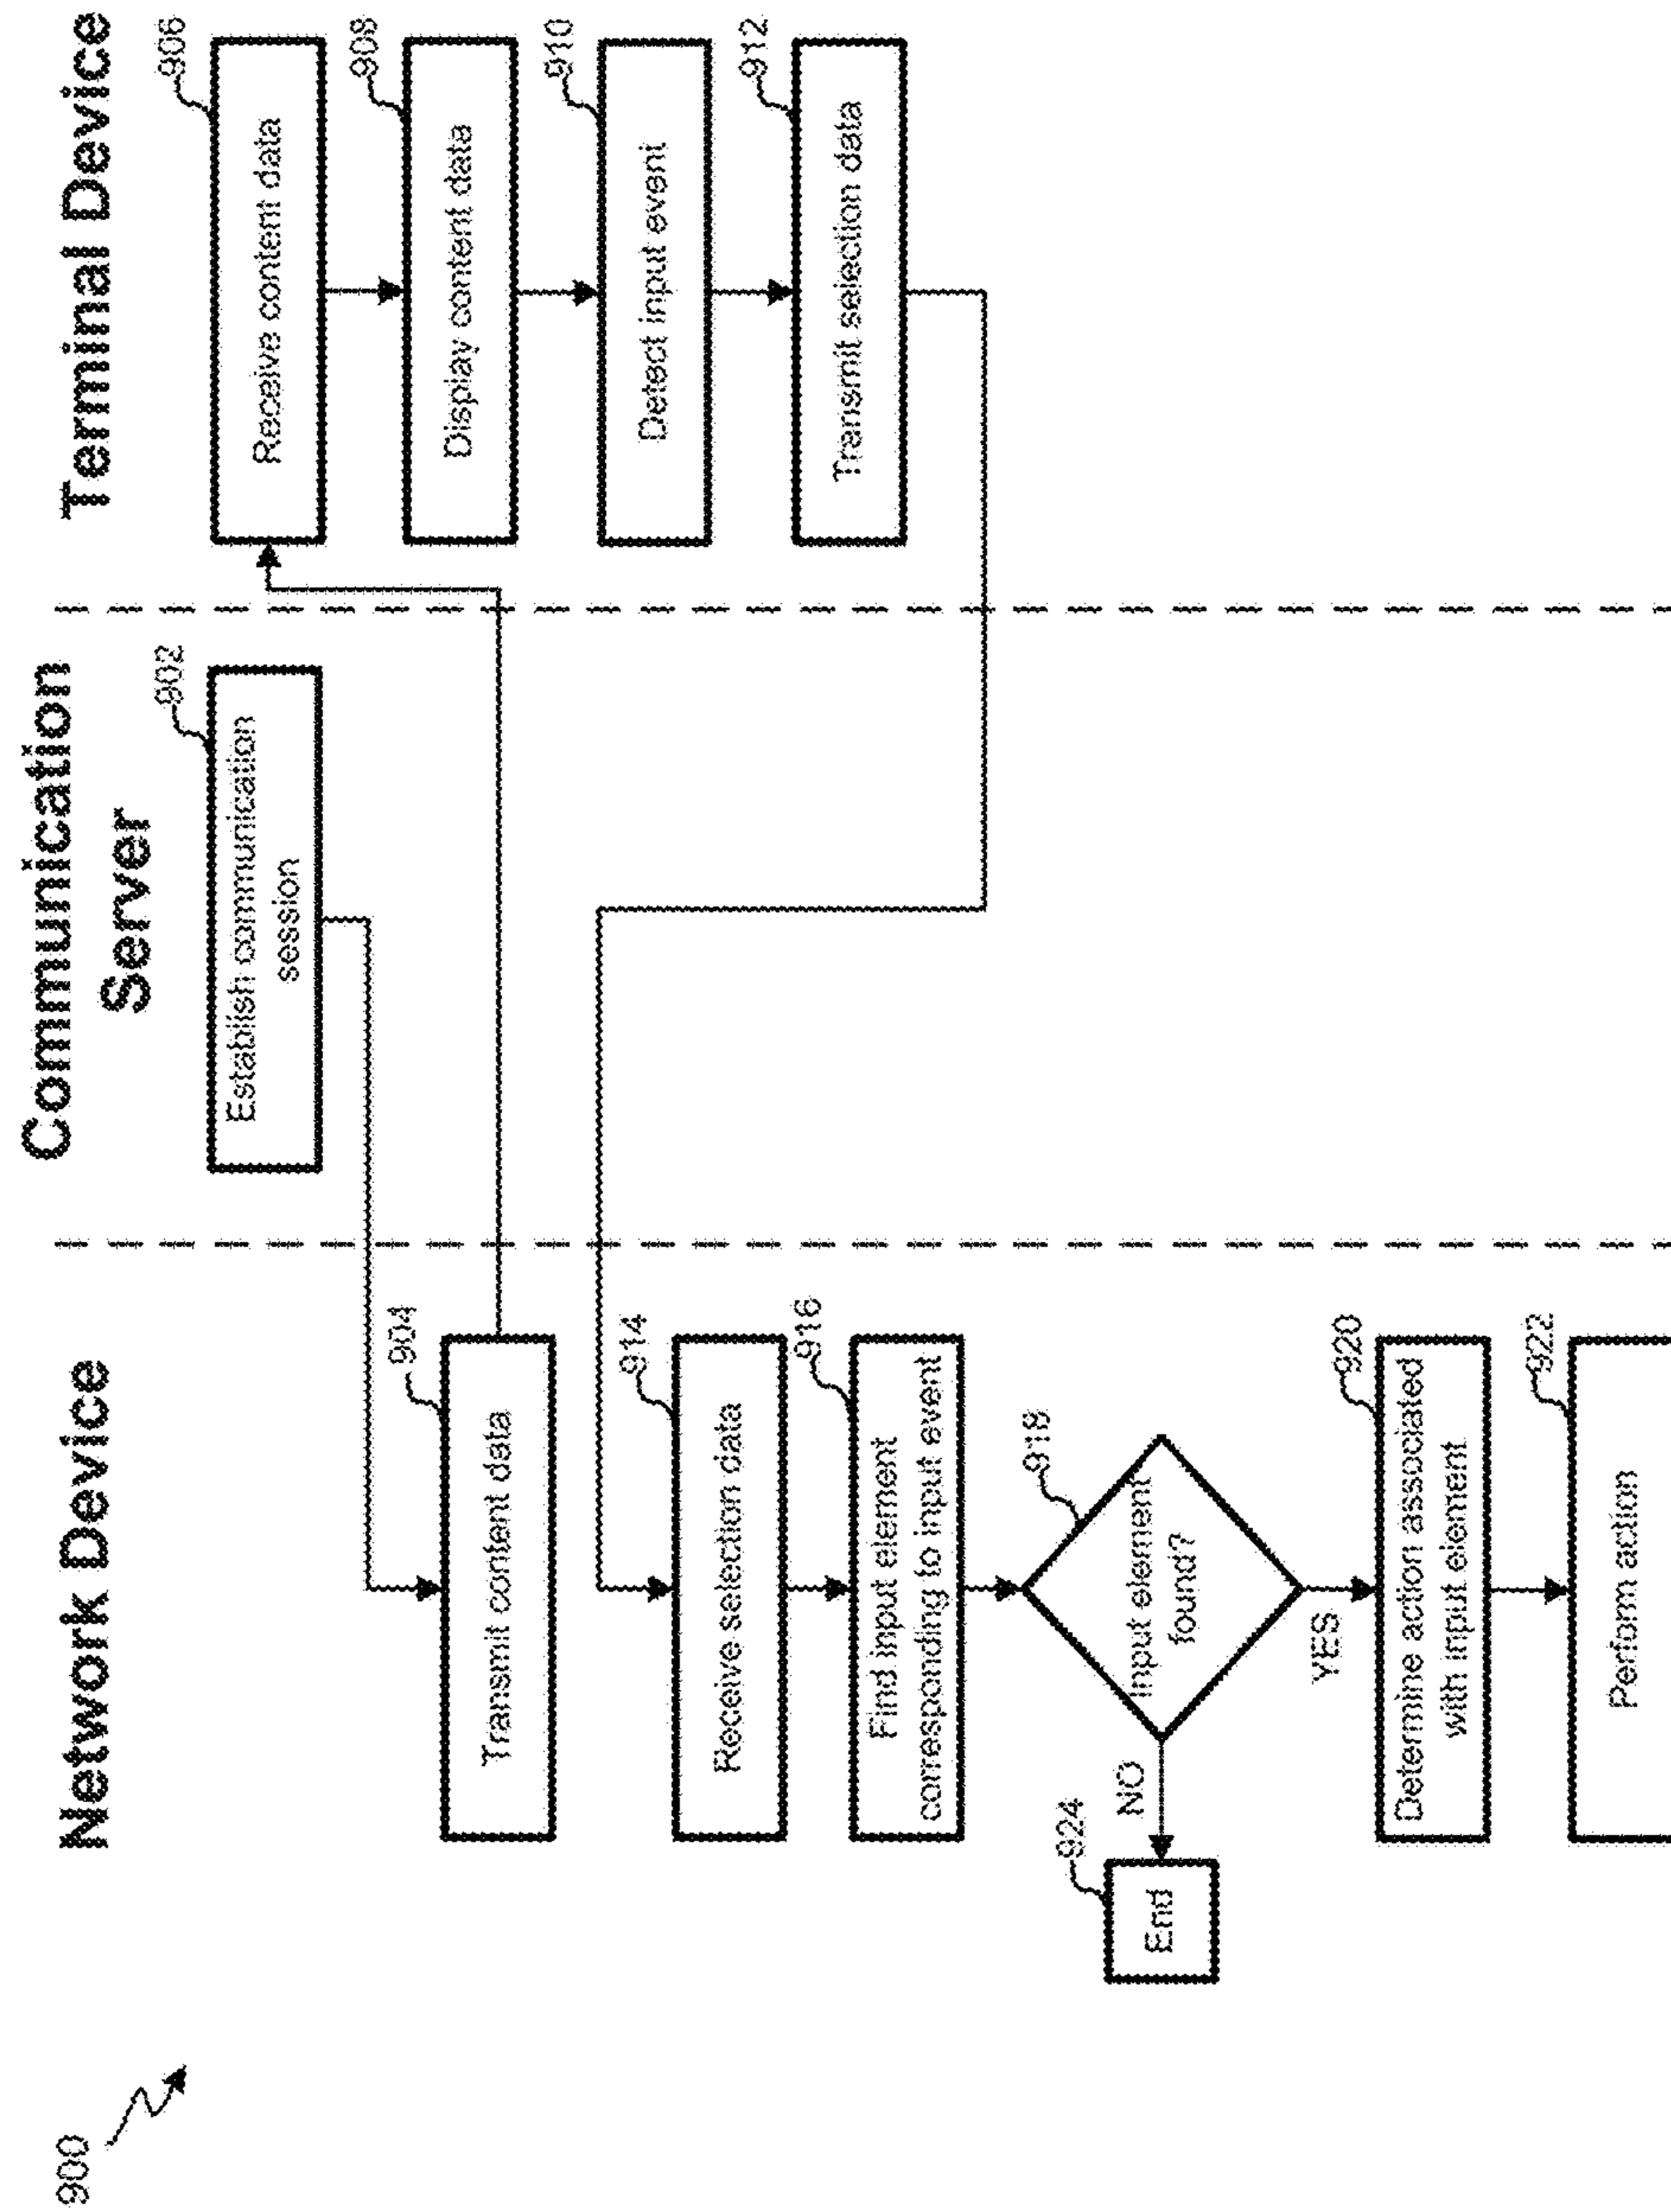 900
Network Device
Communication
Server
Terminal Device
902
Establish communication
session
904
Transmit content data
906
Receive content data
908
Display content data
910
Detect input event
912
Transmit selection data
914
Receive selection data
916
Find input element
corresponding to input event
918
Input element
found?
NO
924
End
YES
920
Determine action associated
with input element
922
Perform action